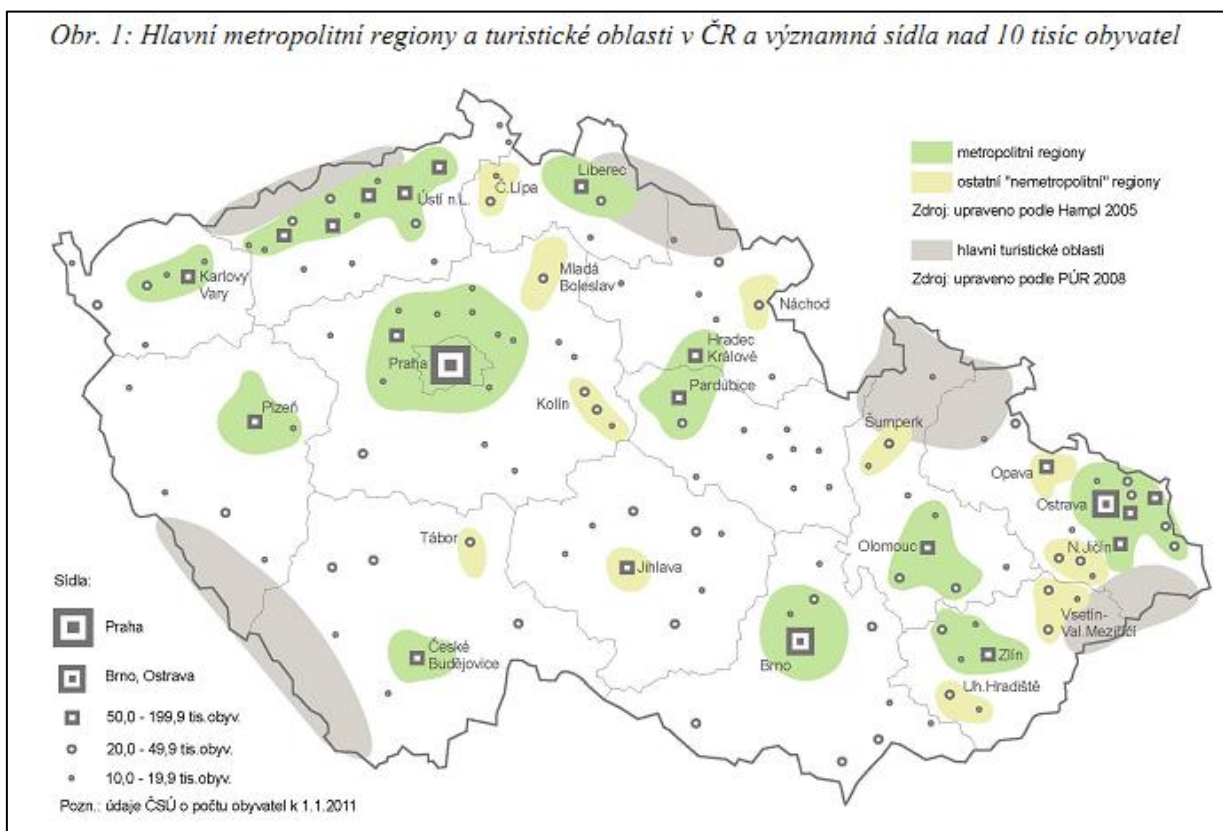 Obr. 1: Hlavní metropolitní regiony a turistické oblasti v ČR a významná sídla nad 10 tisíc obyvatel
metropolitní regiony
ostatní "nemetropolitní" regiony
Zdroj: upraveno podle Hampl 2005
hlavní turistické oblasti
Zdroj: upraveno podle PÚR 2008
Liberec
Č.Lípa
Ústí n.L.
Karlovy
Vary
Mladá
Boleslav
Náchod
Hradec
Králové
Praha
Pardubice
Kolín
Plzeň
Šumperk
Opava
Ostrava
Tábor
Olomouc
N.Jičín
Jihlava
Vsetín-
Val.Meziříčí
České
Budějovice
Brno
Zlín
Uh.Hradiště
Sídla:
Praha
Brno, Ostrava
50,0 - 199,9 tis.obyv.
20,0 - 49,9 tis.obyv.
10,0 - 19,9 tis.obyv.
Pozn.: údaje ČSÚ o počtu obyvatel k 1.1.2011